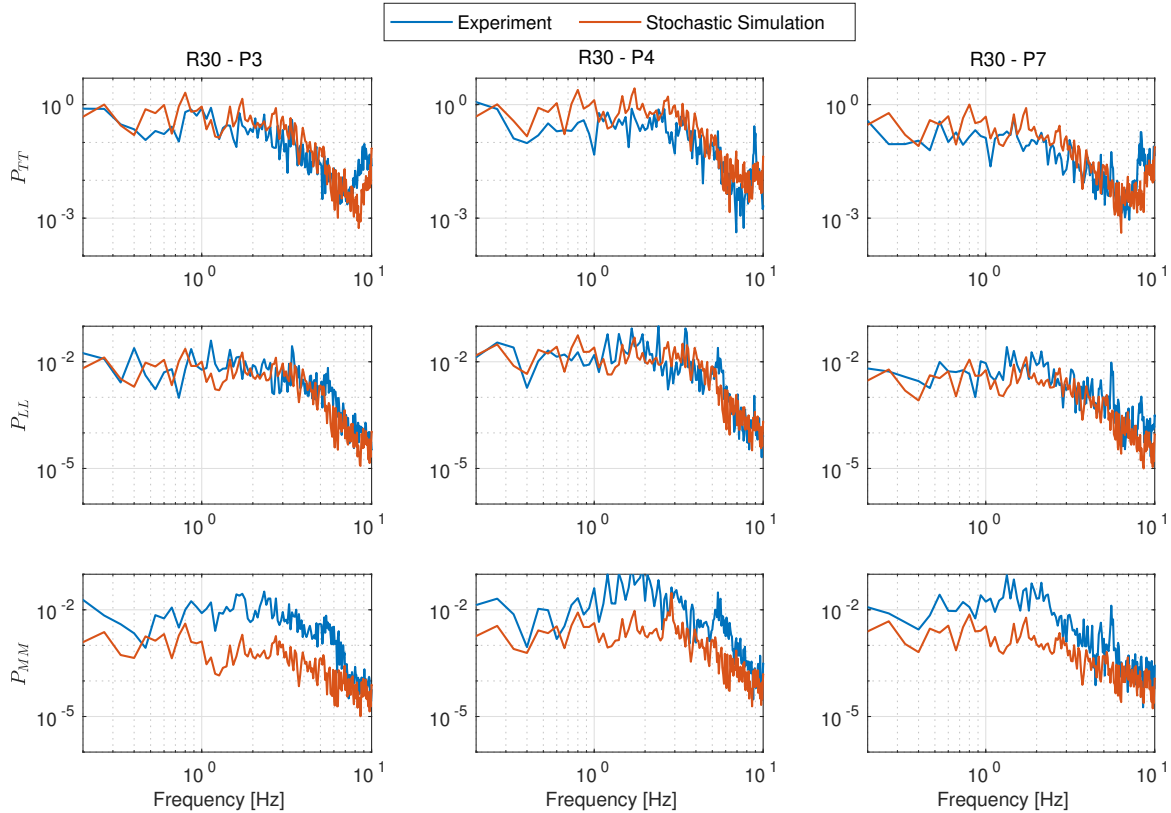 Experiment Stochastic Simulation
R30 - P3 R30 - P4 R30 - P7
P_TT 10^0 10^-3
10^0 10^-3
10^0 10^-3
10^0 10^1 10^0 10^1 10^0 10^1
P_LL 10^-2 10^-5
10^-2 10^-5
10^-2 10^-5
10^0 10^1 10^0 10^1 10^0 10^1
P_MM 10^-2 10^-5
10^-2 10^-5
10^-2 10^-5
10^0 10^1 10^0 10^1 10^0 10^1
Frequency [Hz] Frequency [Hz] Frequency [Hz]